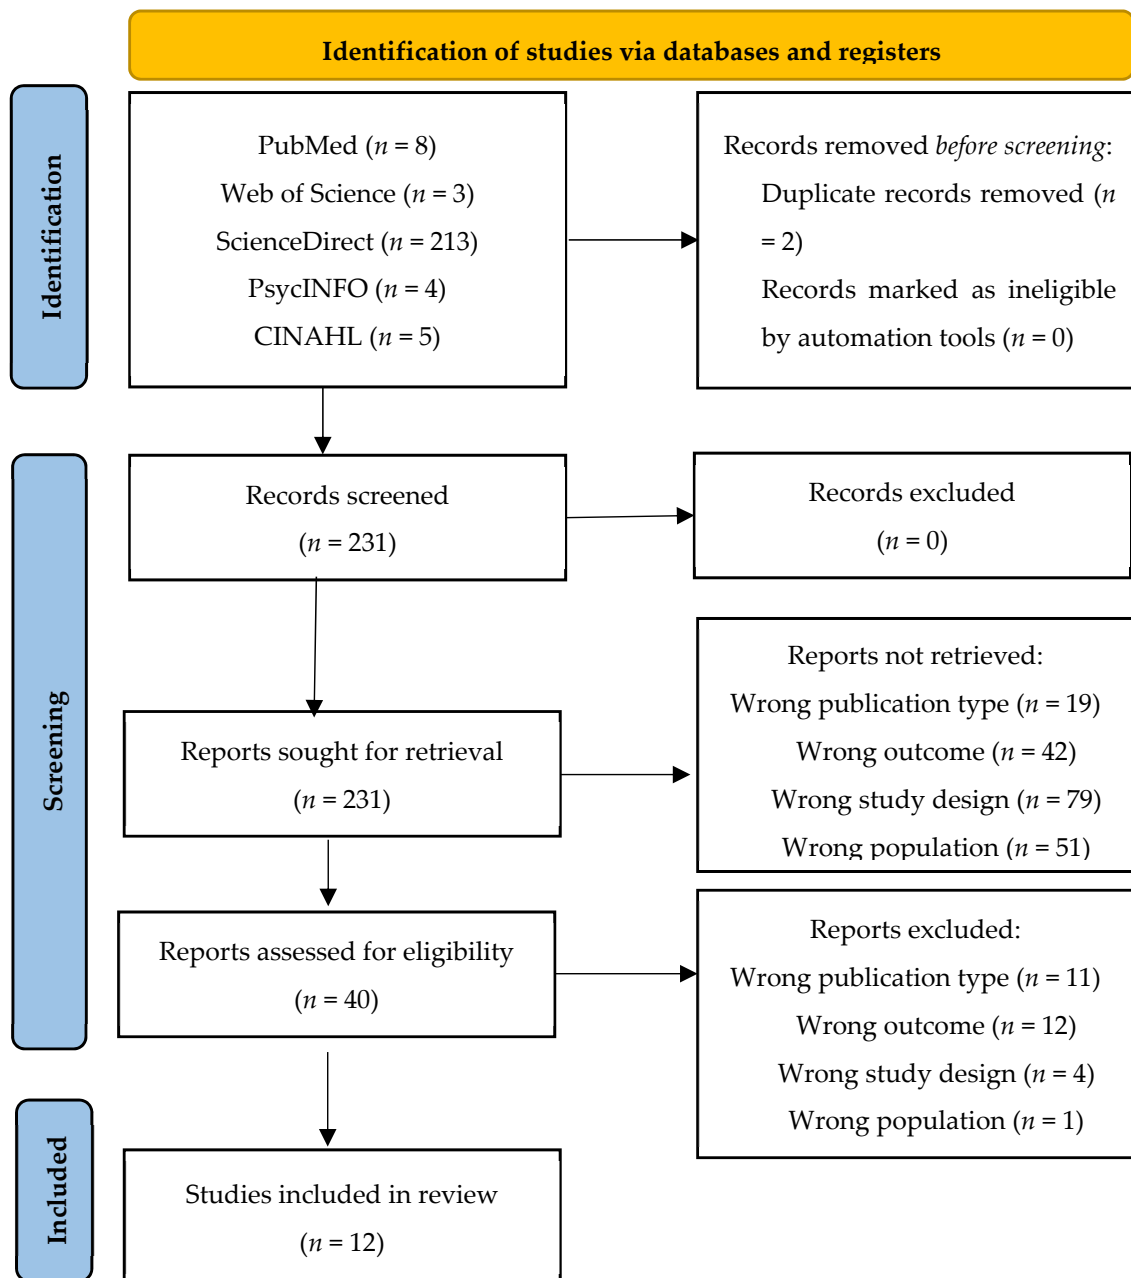 Identification of studies via databases and registers
Identification
PubMed (n = 8)
Web of Science (n = 3)
ScienceDirect (n = 213)
PsycINFO (n = 4)
CINAHL (n = 5)
Records removed before screening:
Duplicate records removed (n
= 2)
Records marked as ineligible
by automation tools (n = 0)
Screening
Records screened
(n = 231)
Records excluded
(n = 0)
Reports sought for retrieval
(n = 231)
Reports not retrieved:
Wrong publication type (n = 19)
Wrong outcome (n = 42)
Wrong study design (n = 79)
Wrong population (n = 51)
Reports assessed for eligibility
(n = 40)
Reports excluded:
Wrong publication type (n = 11)
Wrong outcome (n = 12)
Wrong study design (n = 4)
Wrong population (n = 1)
Included
Studies included in review
(n = 12)